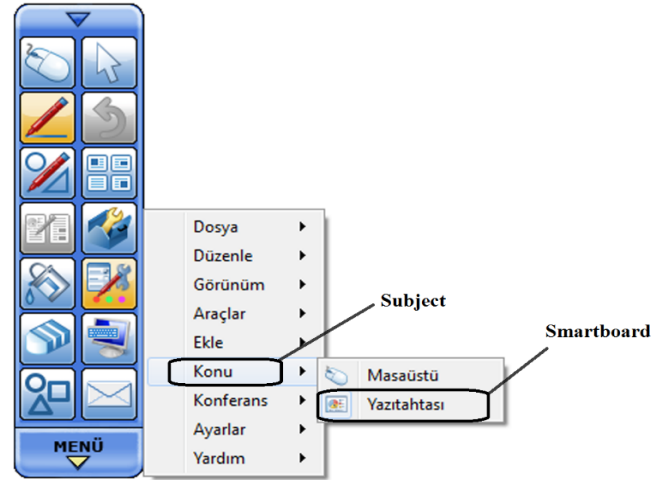 Dosya
Düzenle
Görünüm
Araçlar
Subject
Ekle
Smartboard
Konu
Masaüstü
Konferans
Yazıtahtası
Ayarlar
MENÜ
Yardım